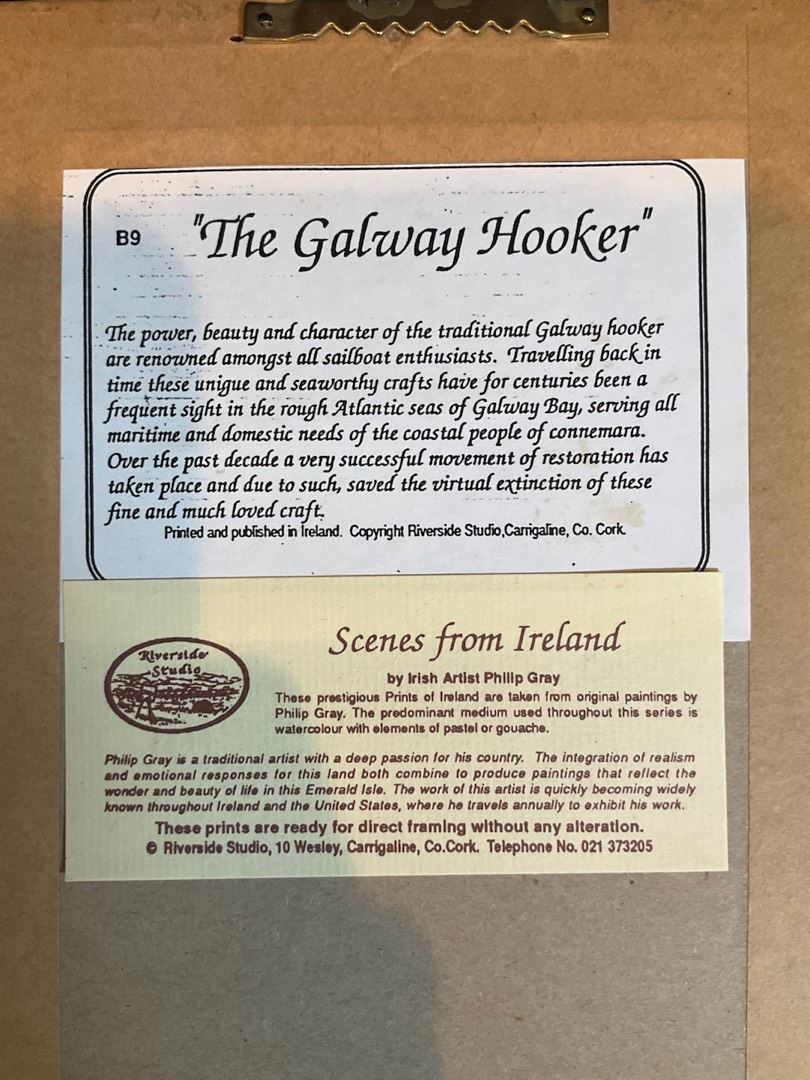 B9 "The Galway Hooker"
The power, beauty and character of the traditional Galway hooker
are renowned amongst all sailboat enthusiasts. Travelling back in
time these unigue and seaworthy crafts have for centuries been a
frequent sight in the rough Atlantic seas of Galway Bay, serving all
maritime and domestic needs of the coastal people of connemara.
Over the past decade a very successful movement of restoration has
taken place and due to such, saved the virtual extinction of these
fine and much loved craft.
Printed and published in Ireland. Copyright Riverside Studio,Carrigaline, Co. Cork.
Riverside
Studio
Scenes from Ireland
by Irish Artist Philip Gray
These prestigious Prints of Ireland are taken from original paintings by
Philip Gray. The predominant medium used throughout this series is
watercolour with elements of pastel or gouache.
Philip Gray is a traditional artist with a deep passion for his country. The integration of realism
and emotional responses for this land both combine to produce paintings that reflect the
wonder and beauty of life in this Emerald Isle. The work of this artist is quickly becoming widely
known throughout Ireland and the United States, where he travels annually to exhibit his work.
These prints are ready for direct framing without any alteration.
© Riverside Studio, 10 Wesley, Carrigaline, Co.Cork. Telephone No. 021 373205